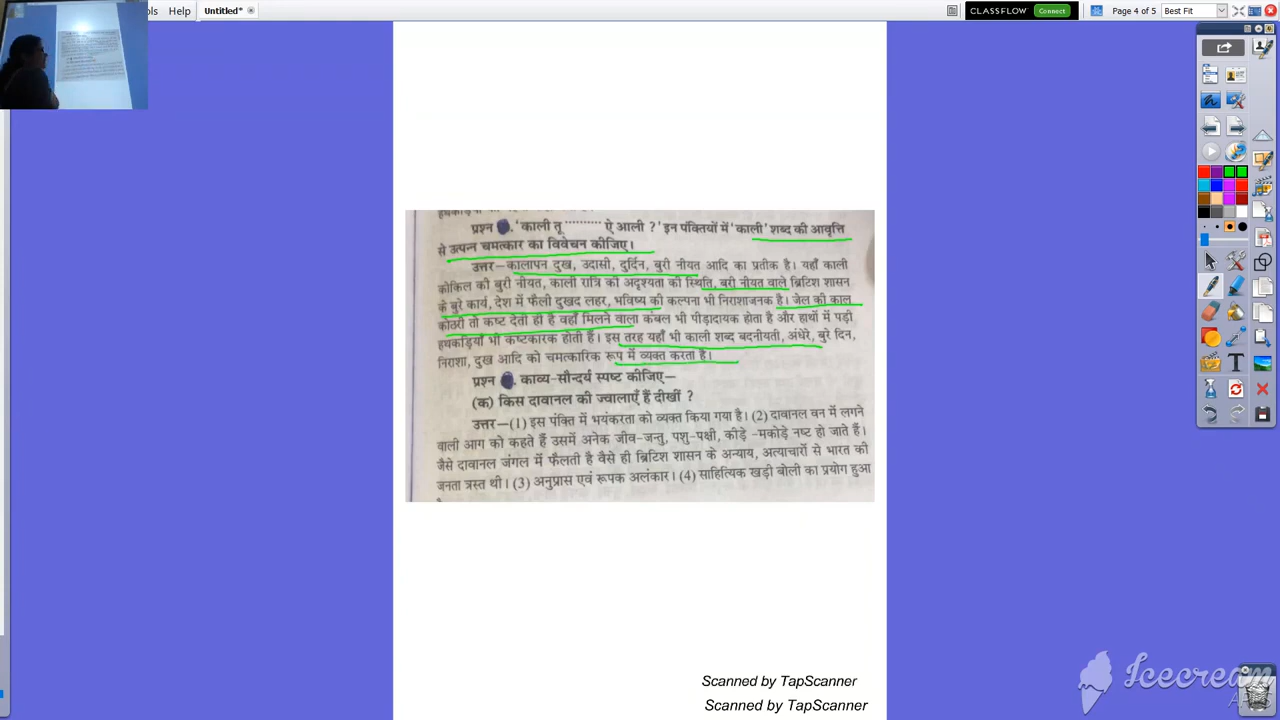 ols Help Untitled* CLASSFLOW Connect Page 4 of 5 Best Fit
प्रश्न . 'काली तू ………… ऐ आली ?' इन पंक्तियों में 'काली' शब्द की आवृत्ति
से उत्पन्न चमत्कार का विवेचन कीजिए।
उत्तर—कालापन दुख, उदासी, दुर्दिन, बुरी नीयत आदि का प्रतीक है। यहाँ काली
कोकिल की बुरी नीयत, काली रात्रि की अदृश्यता की स्थिति, बरी नीयत वाले ब्रिटिश शासन
के बुरे कार्य, देश में फैली दुखद लहर, भविष्य की कल्पना भी निराशाजनक है। जेल की काल
कोठरी तो कष्ट देती ही है वहाँ मिलने वाला कंबल भी पीड़ादायक होता है और हाथों में पड़ी
हथकड़ियाँ भी कष्टकारक होती हैं। इस तरह यहाँ भी काली शब्द बदनीयती, अंधेरे, बुरे दिन,
निराशा, दुख आदि को चमत्कारिक रूप में व्यक्त करता है।
प्रश्न . काव्य-सौन्दर्य स्पष्ट कीजिए—
(क) किस दावानल की ज्वालाएँ हैं दीखीं ?
उत्तर—(1) इस पंक्ति में भयंकरता को व्यक्त किया गया है। (2) दावानल वन में लगने
वाली आग को कहते हैं उसमें अनेक जीव-जन्तु, पशु-पक्षी, कीड़े -मकोड़े नष्ट हो जाते हैं।
जैसे दावानल जंगल में फैलती है वैसे ही ब्रिटिश शासन के अन्याय, अत्याचारों से भारत की
जनता त्रस्त थी। (3) अनुप्रास एवं रूपक अलंकार। (4) साहित्यिक खड़ी बोली का प्रयोग हुआ
Scanned by TapScanner
Scanned by TapScanner
Icecream
APPS